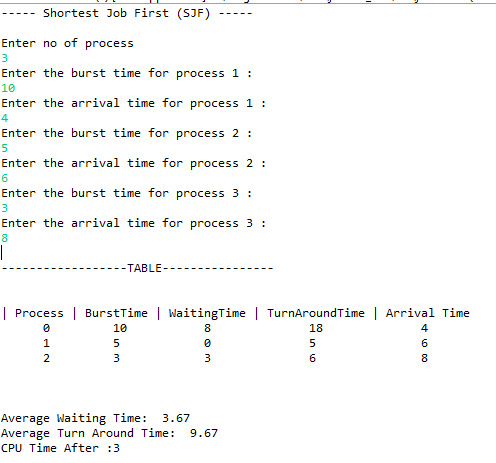 ----- Shortest Job First (SJF) -----
Enter no of process
3
Enter the burst time for process 1 :
10
Enter the arrival time for process 1 :
4
Enter the burst time for process 2 :
5
Enter the arrival time for process 2 :
6
Enter the burst time for process 3 :
3
Enter the arrival time for process 3 :
8
------------------TABLE----------------
| Process | BurstTime | WaitingTime | TurnAroundTime | Arrival Time
0 10 8 18 4
1 5 0 5 6
2 3 3 6 8
Average Waiting Time:  3.67
Average Turn Around Time:  9.67
CPU Time After :3